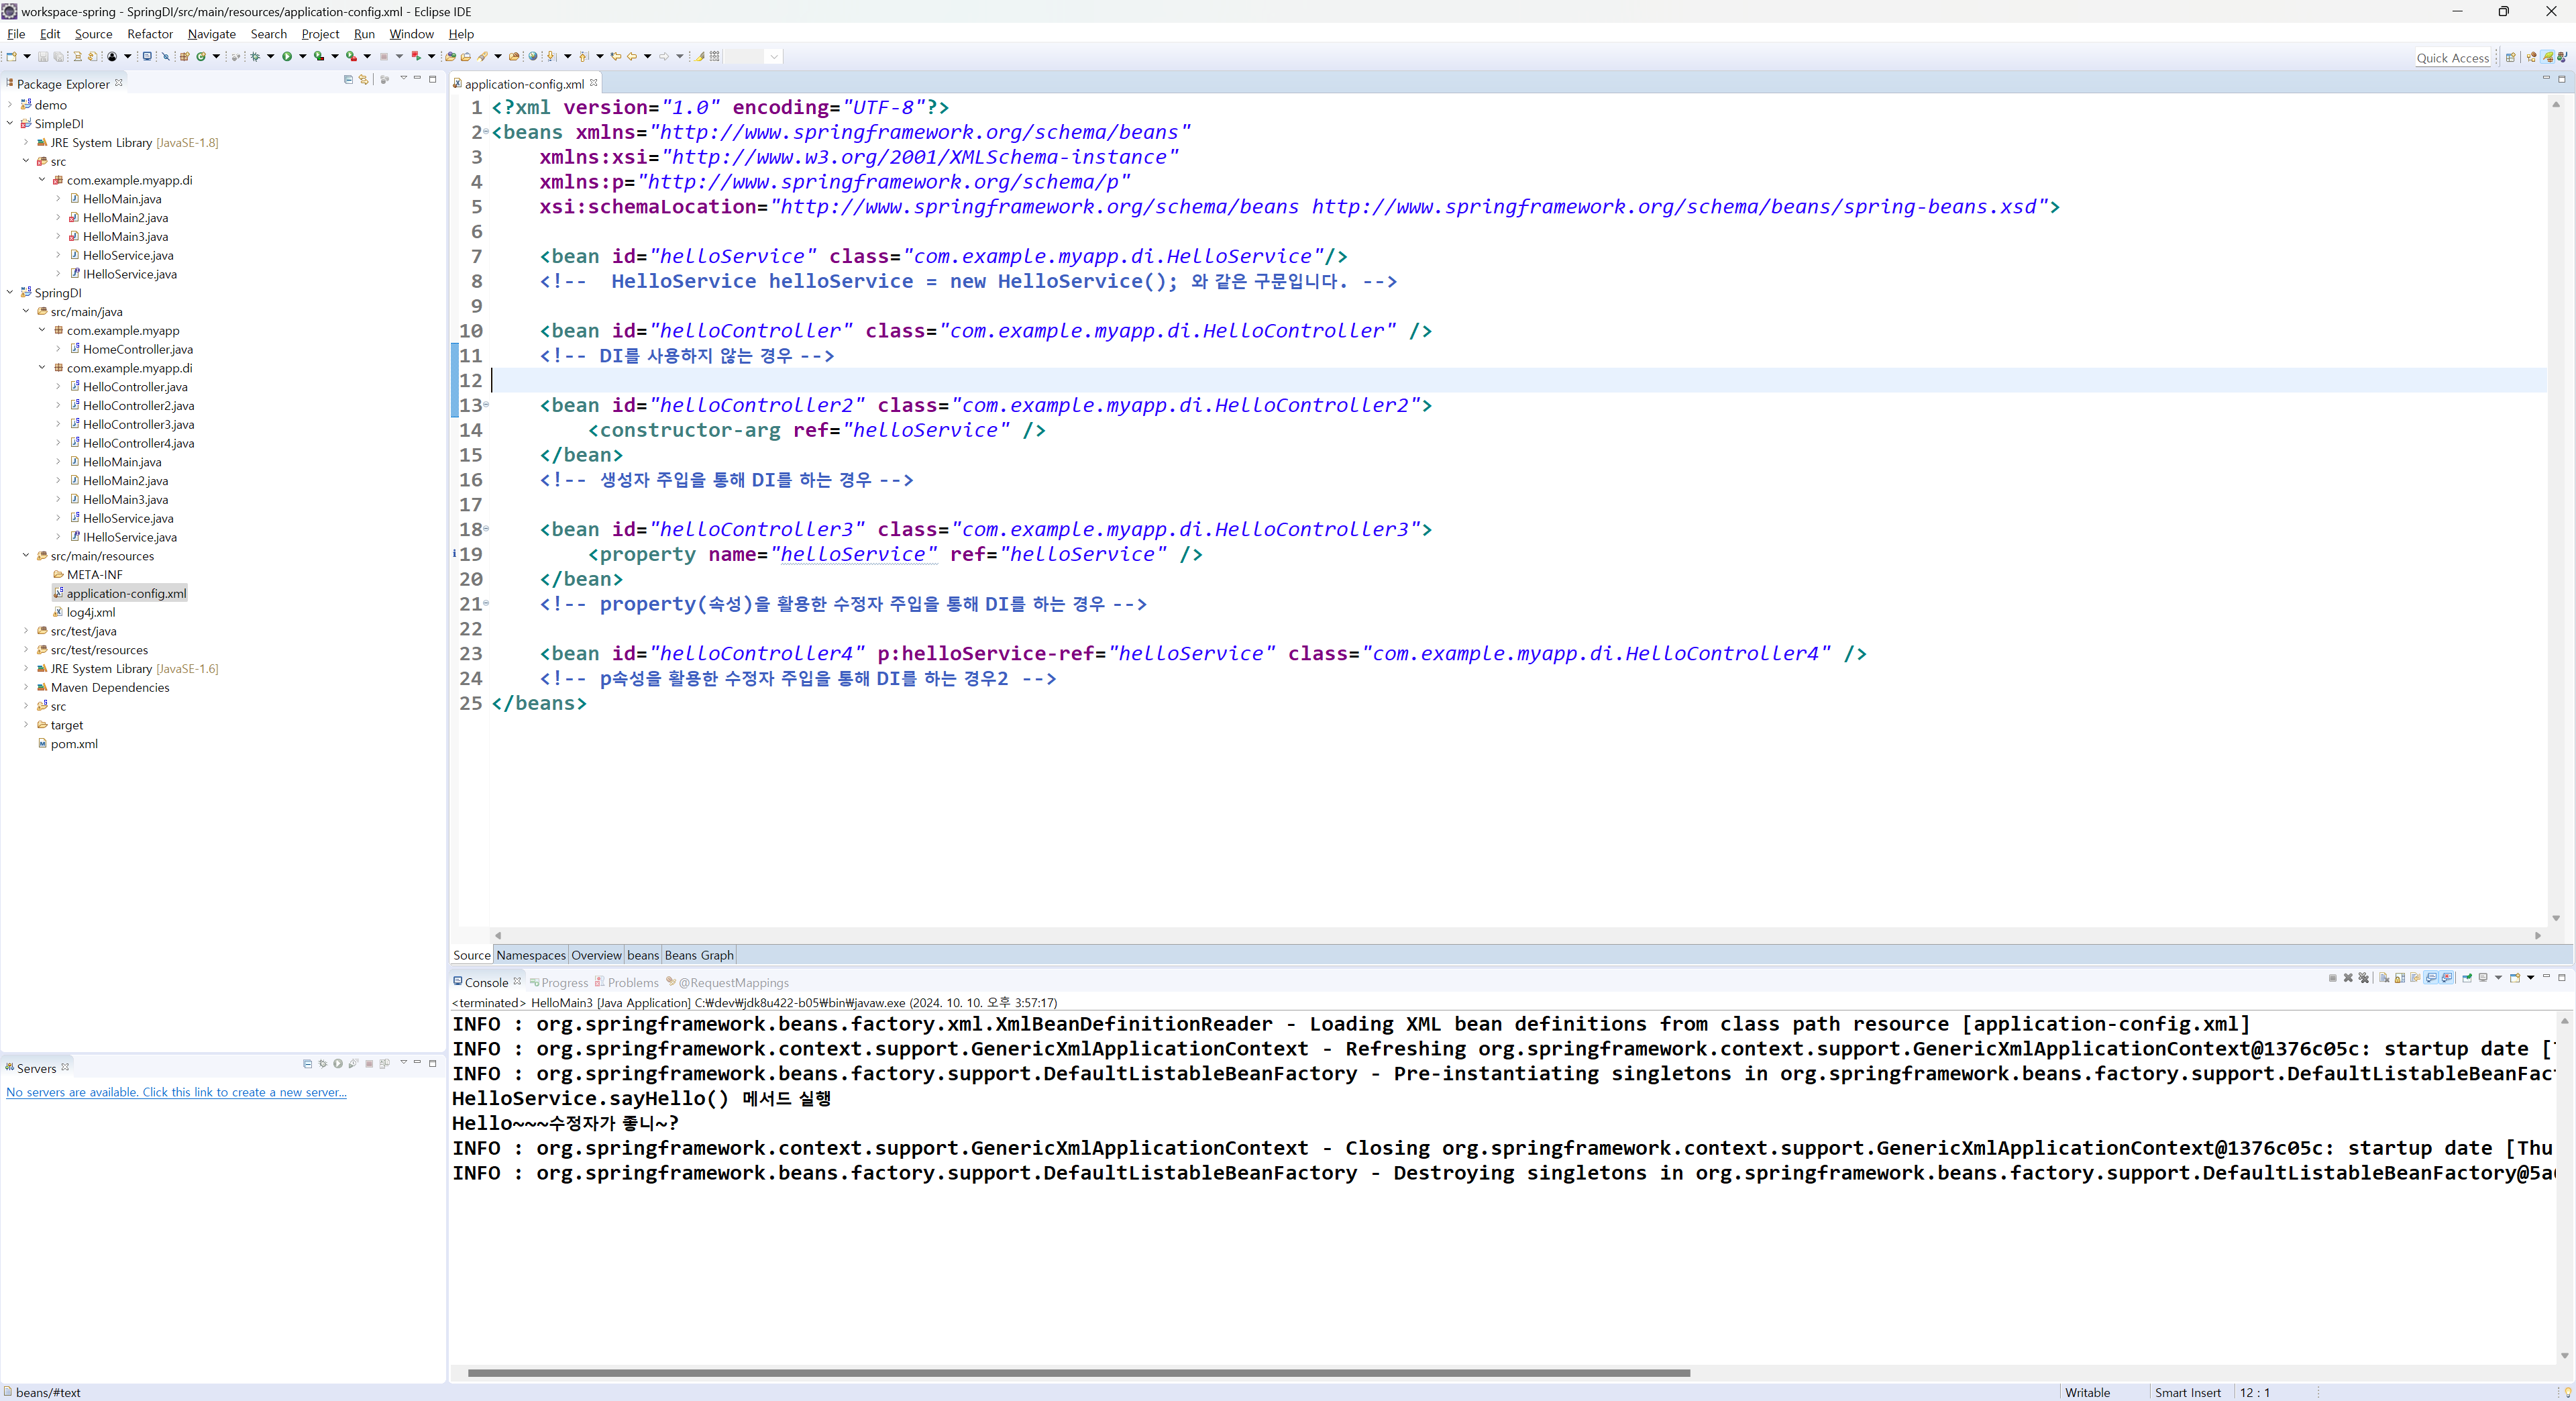 workspace-spring - SpringDI/src/main/resources/application-config.xml - Eclipse IDE
File Edit Source Refactor Navigate Search Project Run Window Help
Quick Access
Package Explorer
demo
SimpleDI
JRE System Library [JavaSE-1.8]
src
com.example.myapp.di
HelloMain.java
HelloMain2.java
HelloMain3.java
HelloService.java
IHelloService.java
SpringDI
src/main/java
com.example.myapp
HomeController.java
com.example.myapp.di
HelloController.java
HelloController2.java
HelloController3.java
HelloController4.java
HelloMain.java
HelloMain2.java
HelloMain3.java
HelloService.java
IHelloService.java
src/main/resources
META-INF
application-config.xml
log4j.xml
src/test/java
src/test/resources
JRE System Library [JavaSE-1.6]
Maven Dependencies
src
target
pom.xml
Servers
No servers are available. Click this link to create a new server...
application-config.xml
1 <?xml version="1.0" encoding="UTF-8"?>
2 <beans xmlns="http://www.springframework.org/schema/beans"
3 xmlns:xsi="http://www.w3.org/2001/XMLSchema-instance"
4 xmlns:p="http://www.springframework.org/schema/p"
5 xsi:schemaLocation="http://www.springframework.org/schema/beans http://www.springframework.org/schema/beans/spring-beans.xsd">
6
7 <bean id="helloService" class="com.example.myapp.di.HelloService"/>
8 <!-- HelloService helloService = new HelloService(); 와 같은 구문입니다. -->
9
10 <bean id="helloController" class="com.example.myapp.di.HelloController" />
11 <!-- DI를 사용하지 않는 경우 -->
12
13 <bean id="helloController2" class="com.example.myapp.di.HelloController2">
14 <constructor-arg ref="helloService" />
15 </bean>
16 <!-- 생성자 주입을 통해 DI를 하는 경우 -->
17
18 <bean id="helloController3" class="com.example.myapp.di.HelloController3">
19 <property name="helloService" ref="helloService" />
20 </bean>
21 <!-- property(속성)을 활용한 수정자 주입을 통해 DI를 하는 경우 -->
22
23 <bean id="helloController4" p:helloService-ref="helloService" class="com.example.myapp.di.HelloController4" />
24 <!-- p속성을 활용한 수정자 주입을 통해 DI를 하는 경우2 -->
25 </beans>
Source Namespaces Overview beans Beans Graph
Console Progress Problems @RequestMappings
<terminated> HelloMain3 [Java Application] C:₩dev₩jdk8u422-b05₩bin₩javaw.exe (2024. 10. 10. 오후 3:57:17)
INFO : org.springframework.beans.factory.xml.XmlBeanDefinitionReader - Loading XML bean definitions from class path resource [application-config.xml]
INFO : org.springframework.context.support.GenericXmlApplicationContext - Refreshing org.springframework.context.support.GenericXmlApplicationContext@1376c05c: startup date [
INFO : org.springframework.beans.factory.support.DefaultListableBeanFactory - Pre-instantiating singletons in org.springframework.beans.factory.support.DefaultListableBeanFac
HelloService.sayHello() 메서드 실행
Hello~~~수정자가 좋니~?
INFO : org.springframework.context.support.GenericXmlApplicationContext - Closing org.springframework.context.support.GenericXmlApplicationContext@1376c05c: startup date [Thu
INFO : org.springframework.beans.factory.support.DefaultListableBeanFactory - Destroying singletons in org.springframework.beans.factory.support.DefaultListableBeanFactory@5a
beans/#text
Writable
Smart Insert
12 : 1